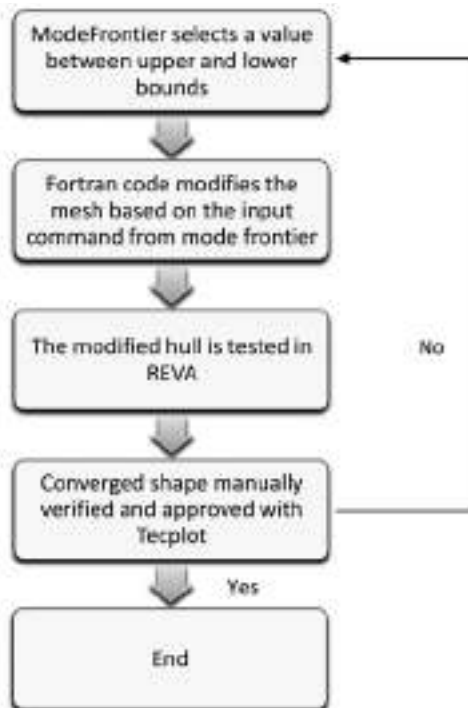 ModeFrontier selects a value
between upper and lower
bounds
Fortran code modifies the
mesh based on the input
command from mode frontier
The modified hull is tested in
REVA
No
Converged shape manually
verified and approved with
Tecplot
Yes
End